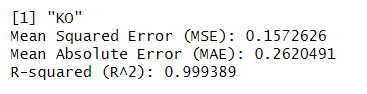 [1] "KO"
Mean Squared Error (MSE): 0.1572626
Mean Absolute Error (MAE): 0.2620491
R-squared (R^2): 0.999389